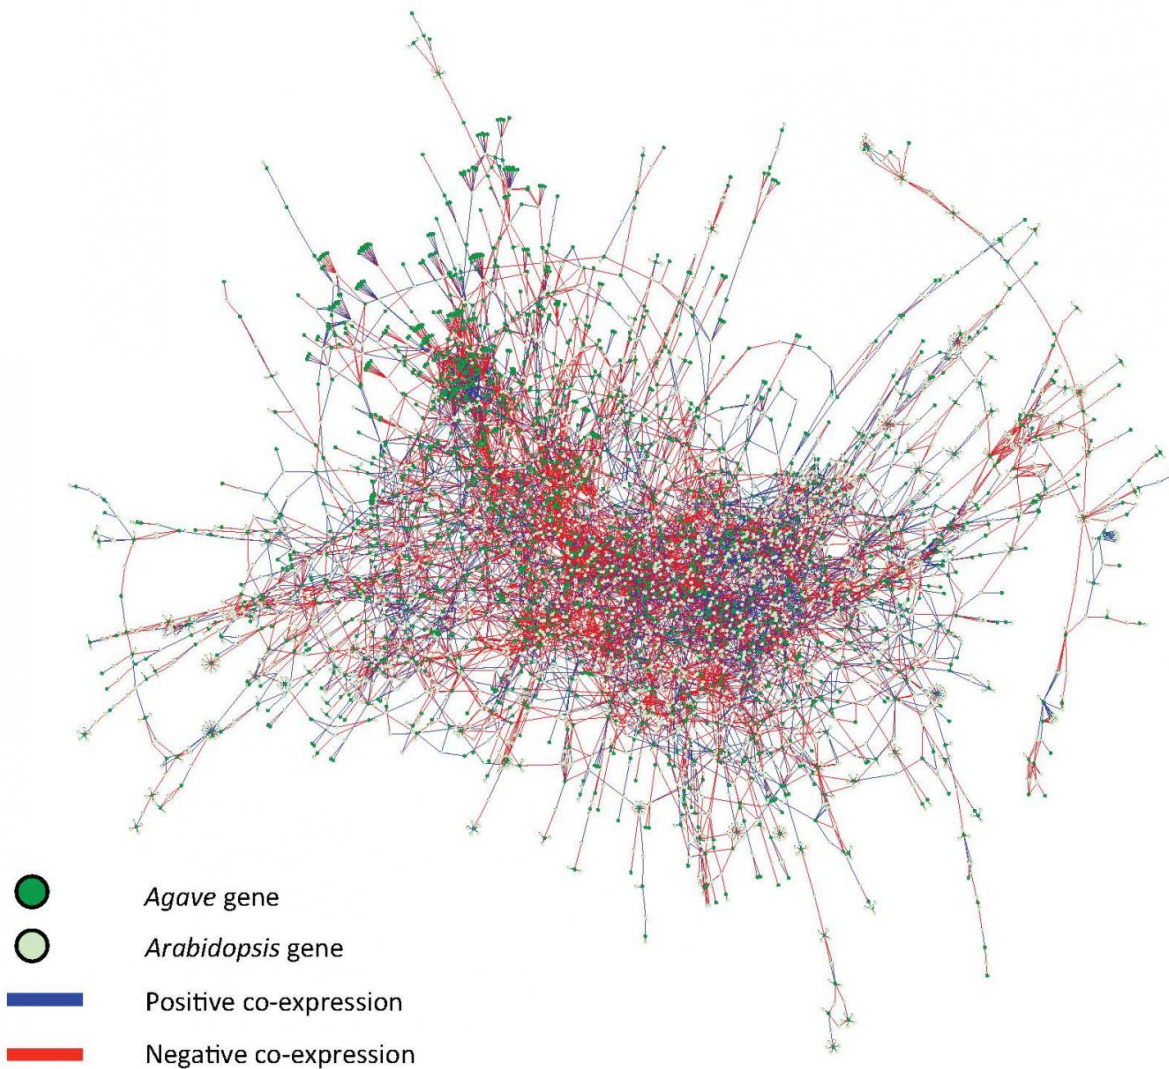 Agave gene
Arabidopsis gene
Positive co-expression
Negative co-expression